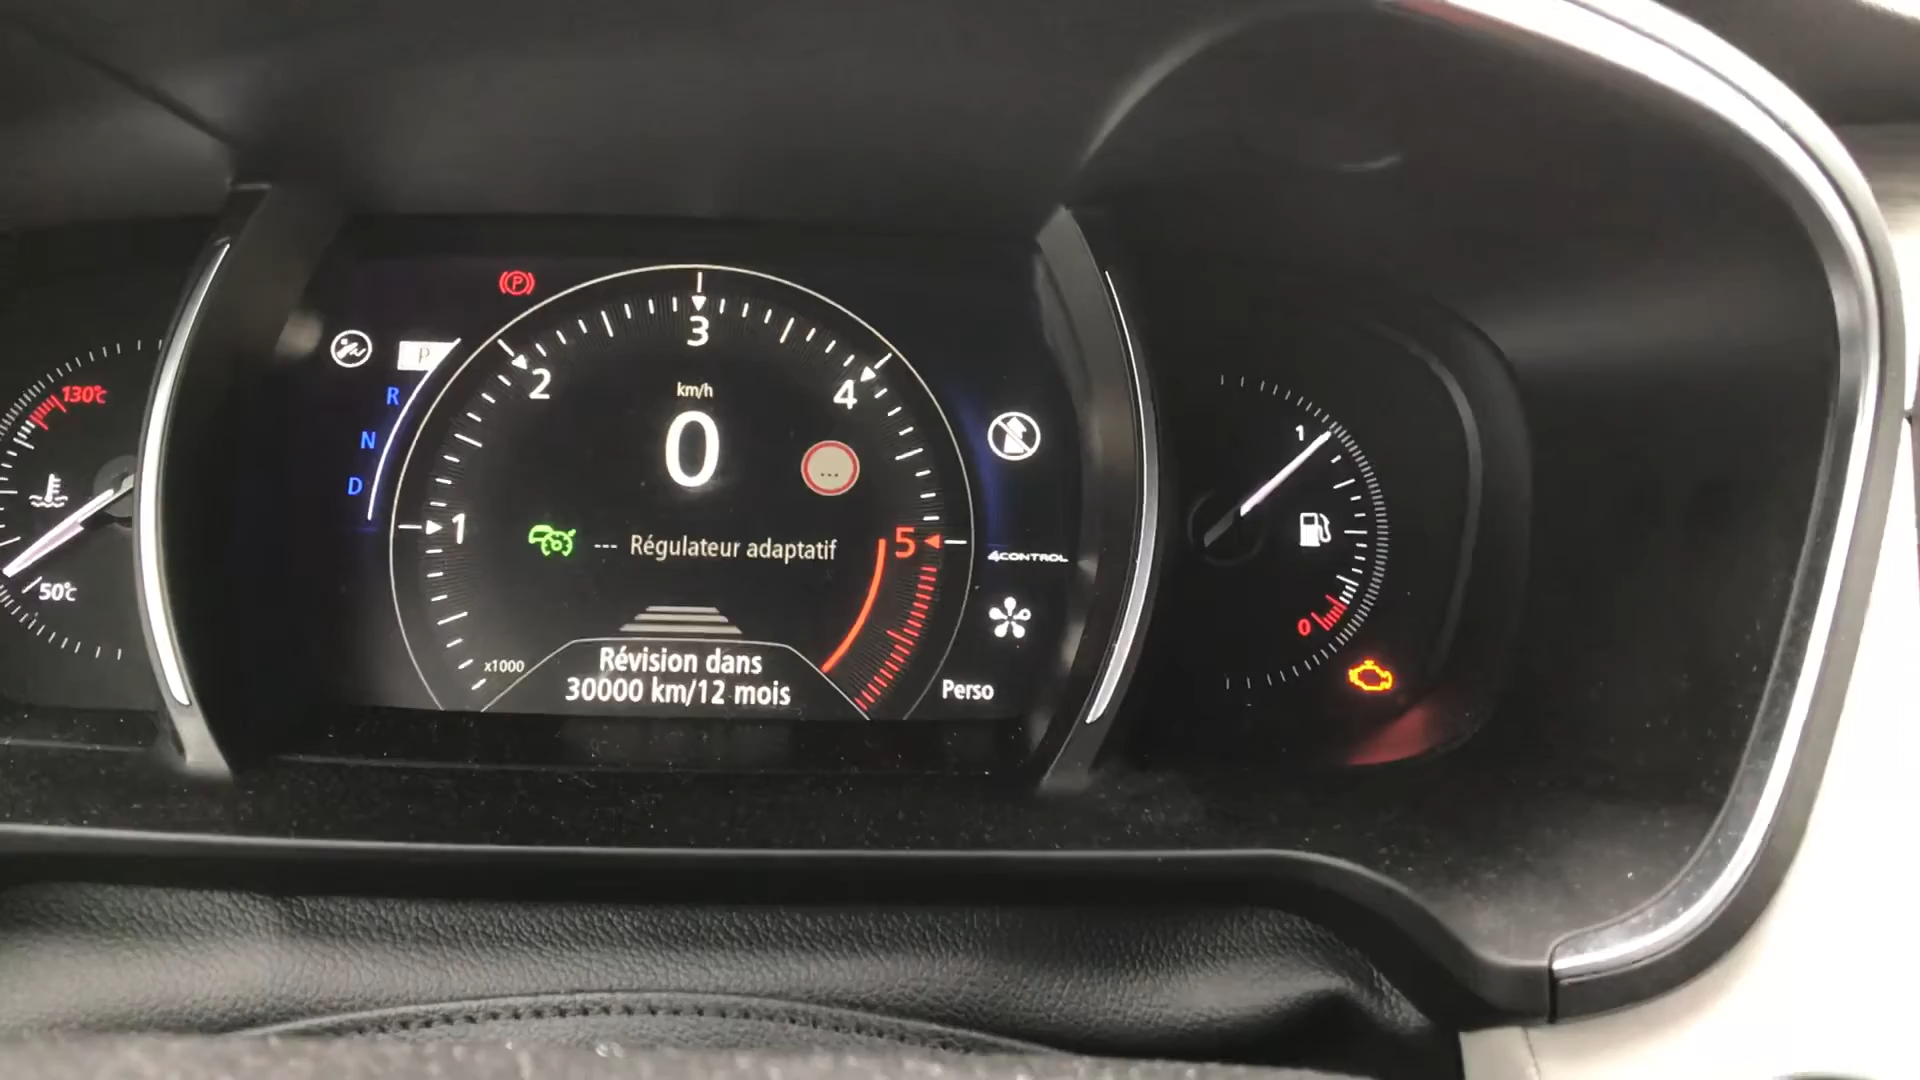 130℃
50℃
P
R
N
D
P
1
2
3
4
5
km/h
0
...
--- Régulateur adaptatif
x1000
Révision dans
30000 km/12 mois
4CONTROL
Perso
1
0